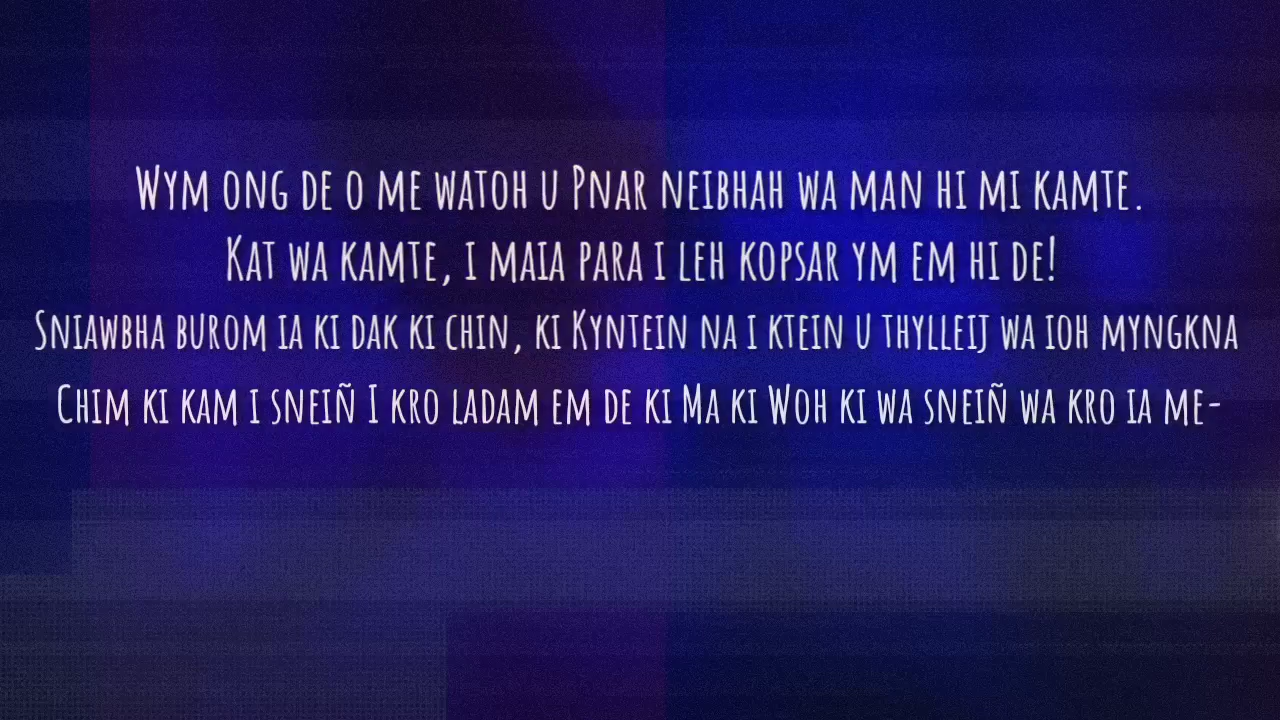 Wym ong de o me watoh u Pnar neibhah wa man hi mi kamte.
Kat wa kamte, i maia para i leh kopsar ym em hi de!
Sniawbha burom ia ki dak ki chin, ki Kyntein na i ktein u thylleij wa ioh myngkna
Chim ki kam i sneiñ I kro ladam em de ki Ma ki Woh ki wa sneiñ wa kro ia me-